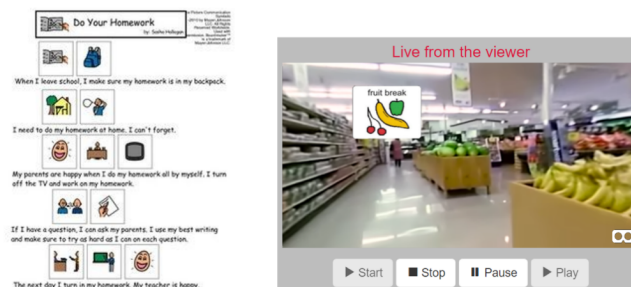 Do Your Homework
by: Sasha Hallagan
When I leave school, I make sure my homework is in my backpack.
I need to do my homework at home. I can't forget.
My parents are happy when I do my homework all by myself. I turn
off the TV and work on my homework.
If I have a question, I can ask my parents. I use my best writing
and make sure to try as hard as I can on each question.
The next day I turn in my homework. My teacher is happy
Live from the viewer
fruit break
Start
Stop
Pause
Play